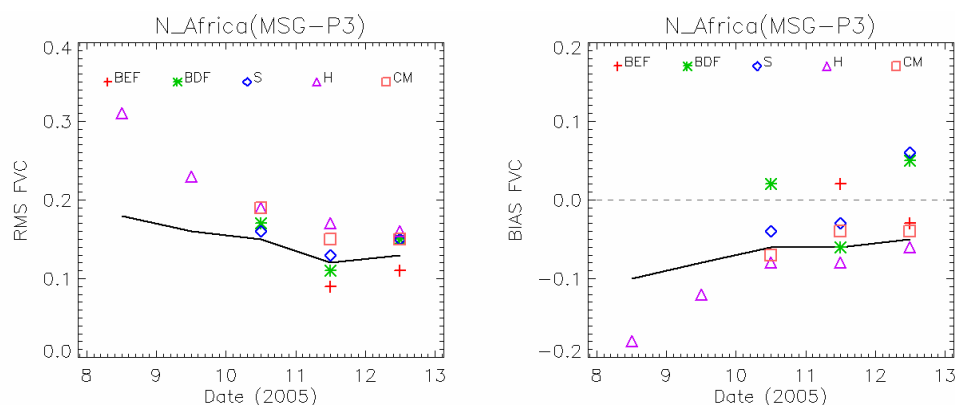 N_Africa(MSG-P3)
0.4
BEF BDF S H CM
0.3
RMS FVC
0.2
0.1
0.0
8 9 10 11 12 13
Date (2005)
N_Africa(MSG-P3)
0.2
BEF BDF S H CM
0.1
BIAS FVC
0.0
-0.1
-0.2
8 9 10 11 12 13
Date (2005)